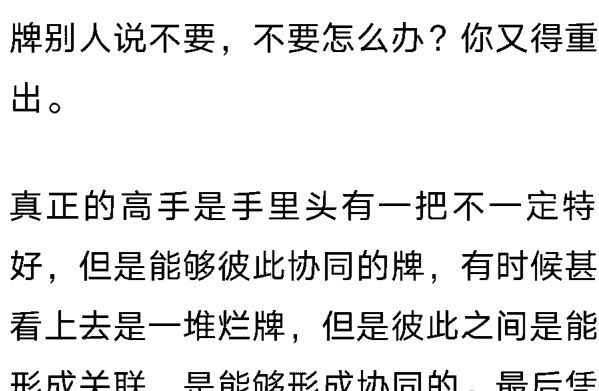 牌别人说不要，不要怎么办？你又得重
出。
真正的高手是手里头有一把不一定特
好，但是能够彼此协同的牌，有时候甚
看上去是一堆烂牌，但是彼此之间是能
形成关联，是能够形成协同的。最后凭